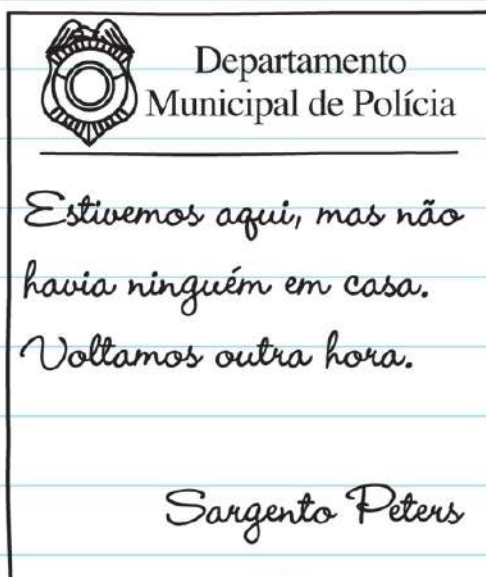 Departamento
Municipal de Polícia
Estivemos aqui, mas não
havia ninguém em casa.
Voltamos outra hora.
Sargento Peters